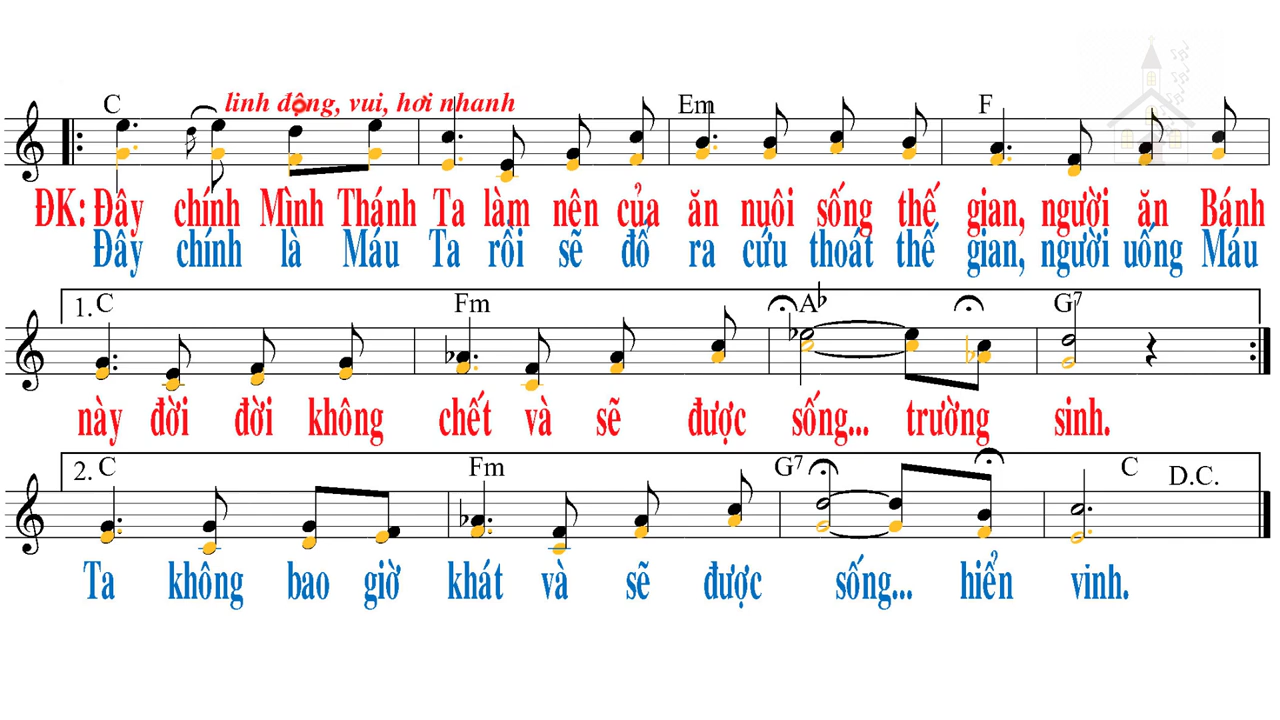 C linh động, vui, hơi nhanh Em F
ĐK: Đây chính Mình Thánh Ta làm nên của ăn nuôi sống thế gian, người ăn Bánh
Đây chính là Máu Ta rồi sẽ đổ ra cứu thoát thế gian, người uống Máu
1. C Fm A♭ G7
này đời đời không chết và sẽ được sống... trường sinh.
2. C Fm G7 C D.C.
Ta không bao giờ khát và sẽ được sống... hiển vinh.